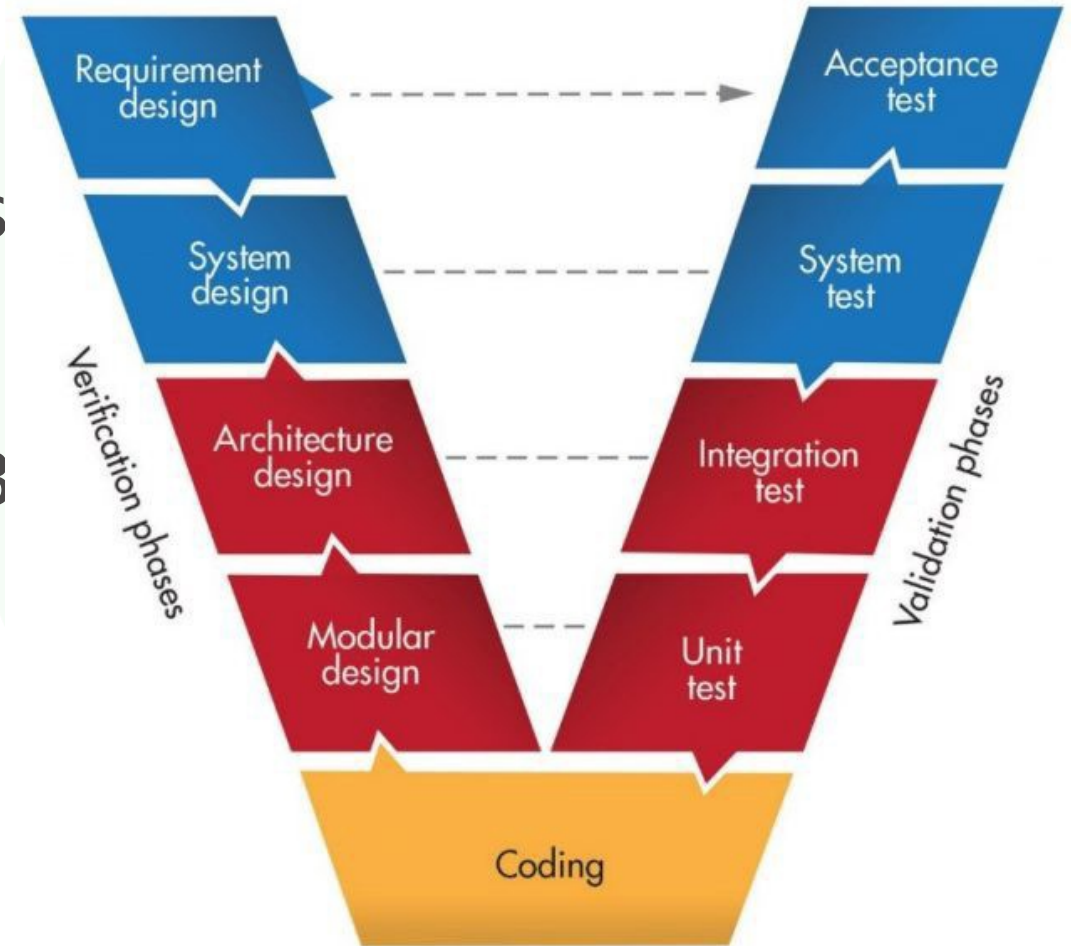 Requirement
design
Acceptance
test
System
design
System
test
Verification phases
Architecture
design
Integration
test
Validation phases
Modular
design
Unit
test
Coding